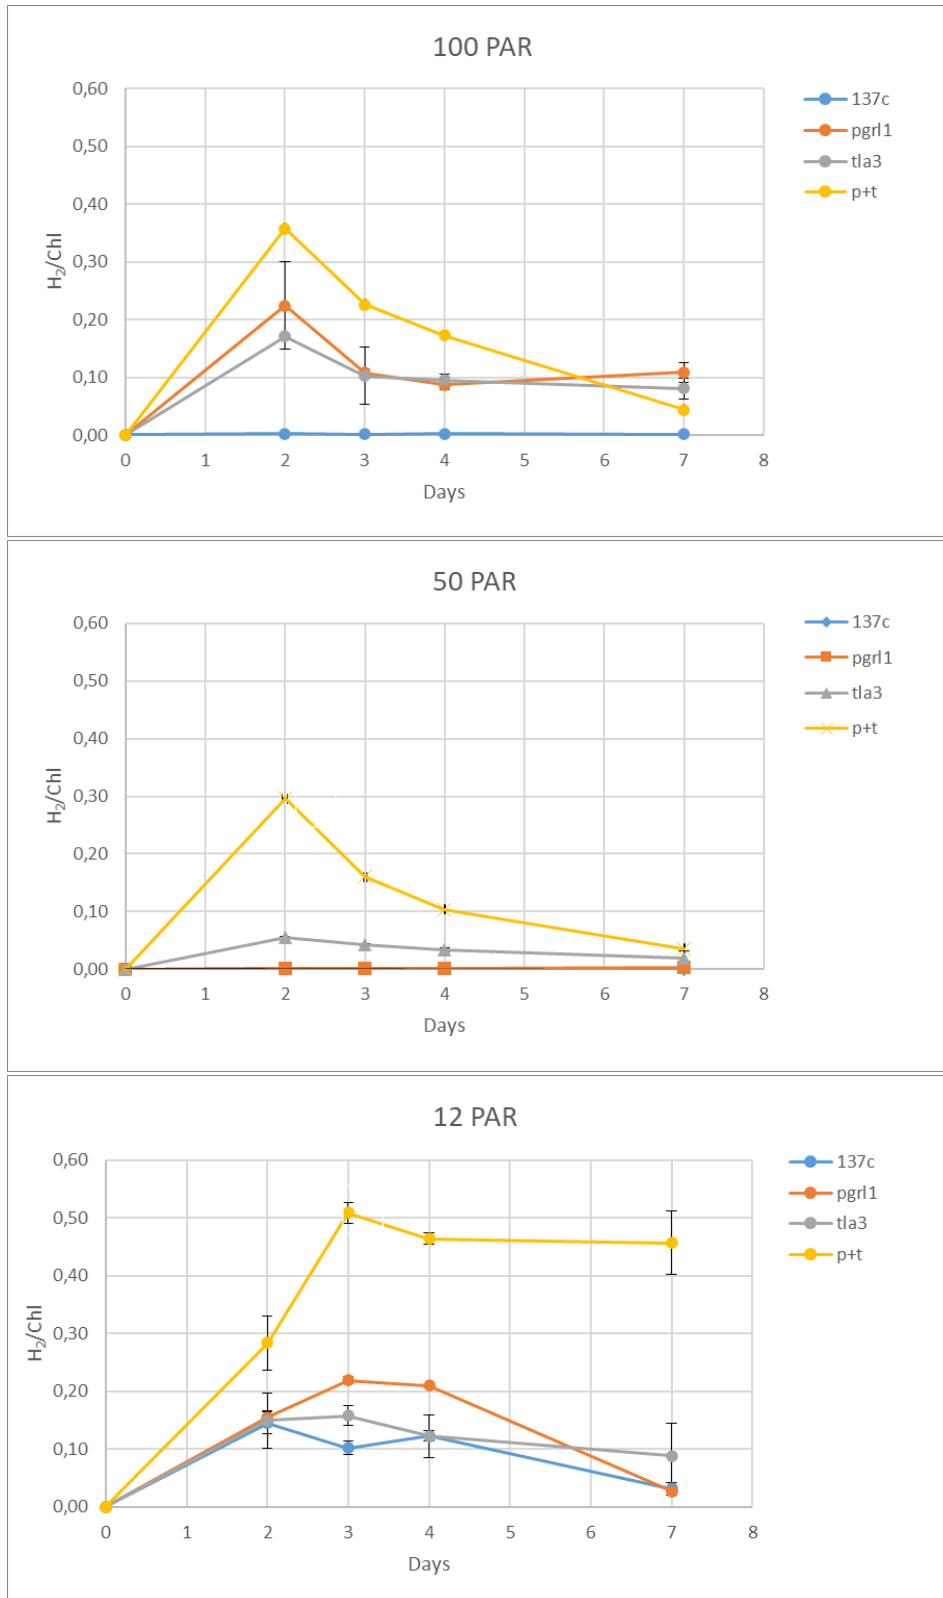 100 PAR
0,60
0,50
0,40
0,30
0,20
0,10
0,00
H₂/Chl
0 1 2 3 4 5 6 7 8
Days
137c
pgrl1
tla3
p+t
50 PAR
0,60
0,50
0,40
0,30
0,20
0,10
0,00
H₂/Chl
0 1 2 3 4 5 6 7 8
Days
137c
pgrl1
tla3
p+t
12 PAR
0,60
0,50
0,40
0,30
0,20
0,10
0,00
H₂/Chl
0 1 2 3 4 5 6 7 8
Days
137c
pgrl1
tla3
p+t